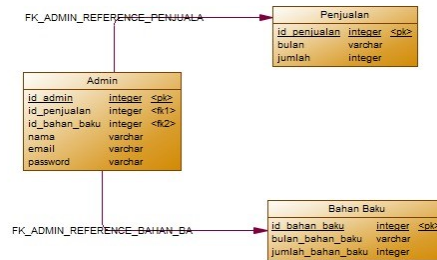 FK_ADMIN_REFERENCE_PENJUALA
Penjualan
id_penjualan integer <pk>
bulan varchar
jumlah integer
Admin
id_admin integer <pk>
id_penjualan integer <fk1>
id_bahan_baku integer <fk2>
nama varchar
email varchar
password varchar
FK_ADMIN_REFERENCE_BAHAN_BA
Bahan Baku
id_bahan_baku integer <pk>
bulan_bahan_baku varchar
jumlah_bahan_baku integer